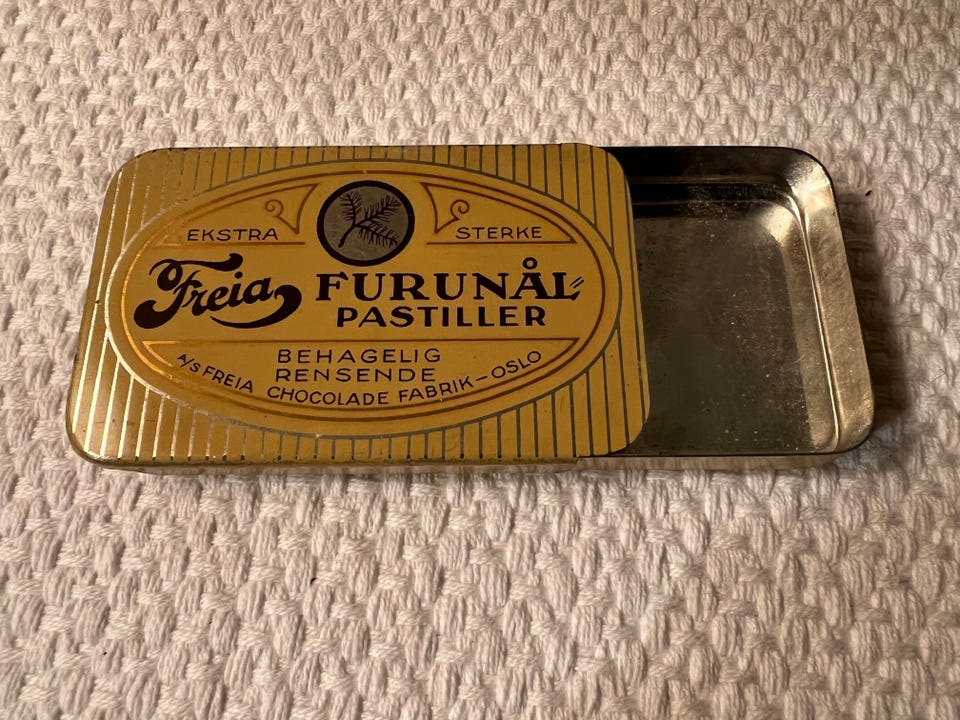 EKSTRA STERKE
Freia FURUNÅL-
PASTILLER
BEHAGELIG
RENSENDE
A/S FREIA CHOCOLADE FABRIK-OSLO